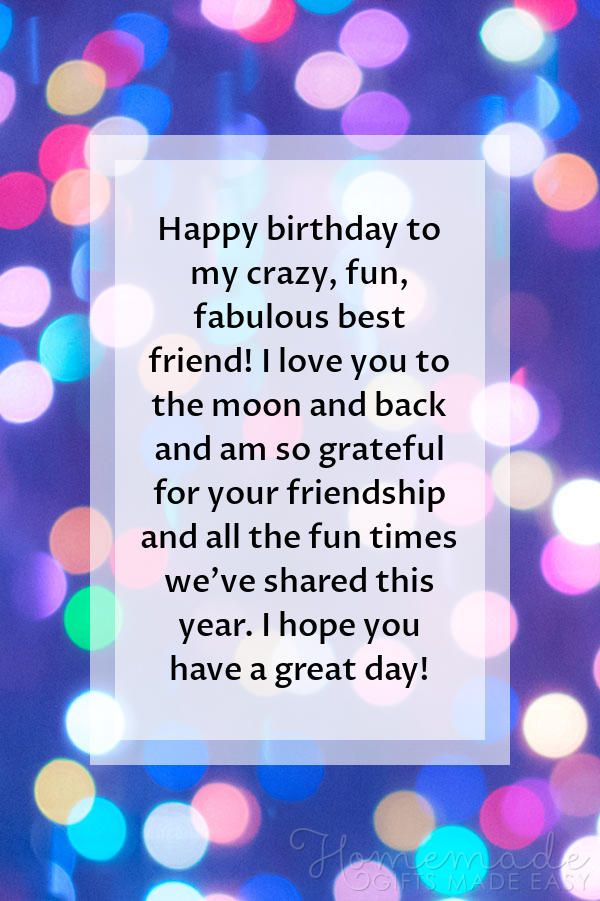 Happy birthday to
my crazy, fun,
fabulous best
friend! I love you to
the moon and back
and am so grateful
for your friendship
and all the fun times
we’ve shared this
year. I hope you
have a great day!
Homemade
GIFTS MADE EASY